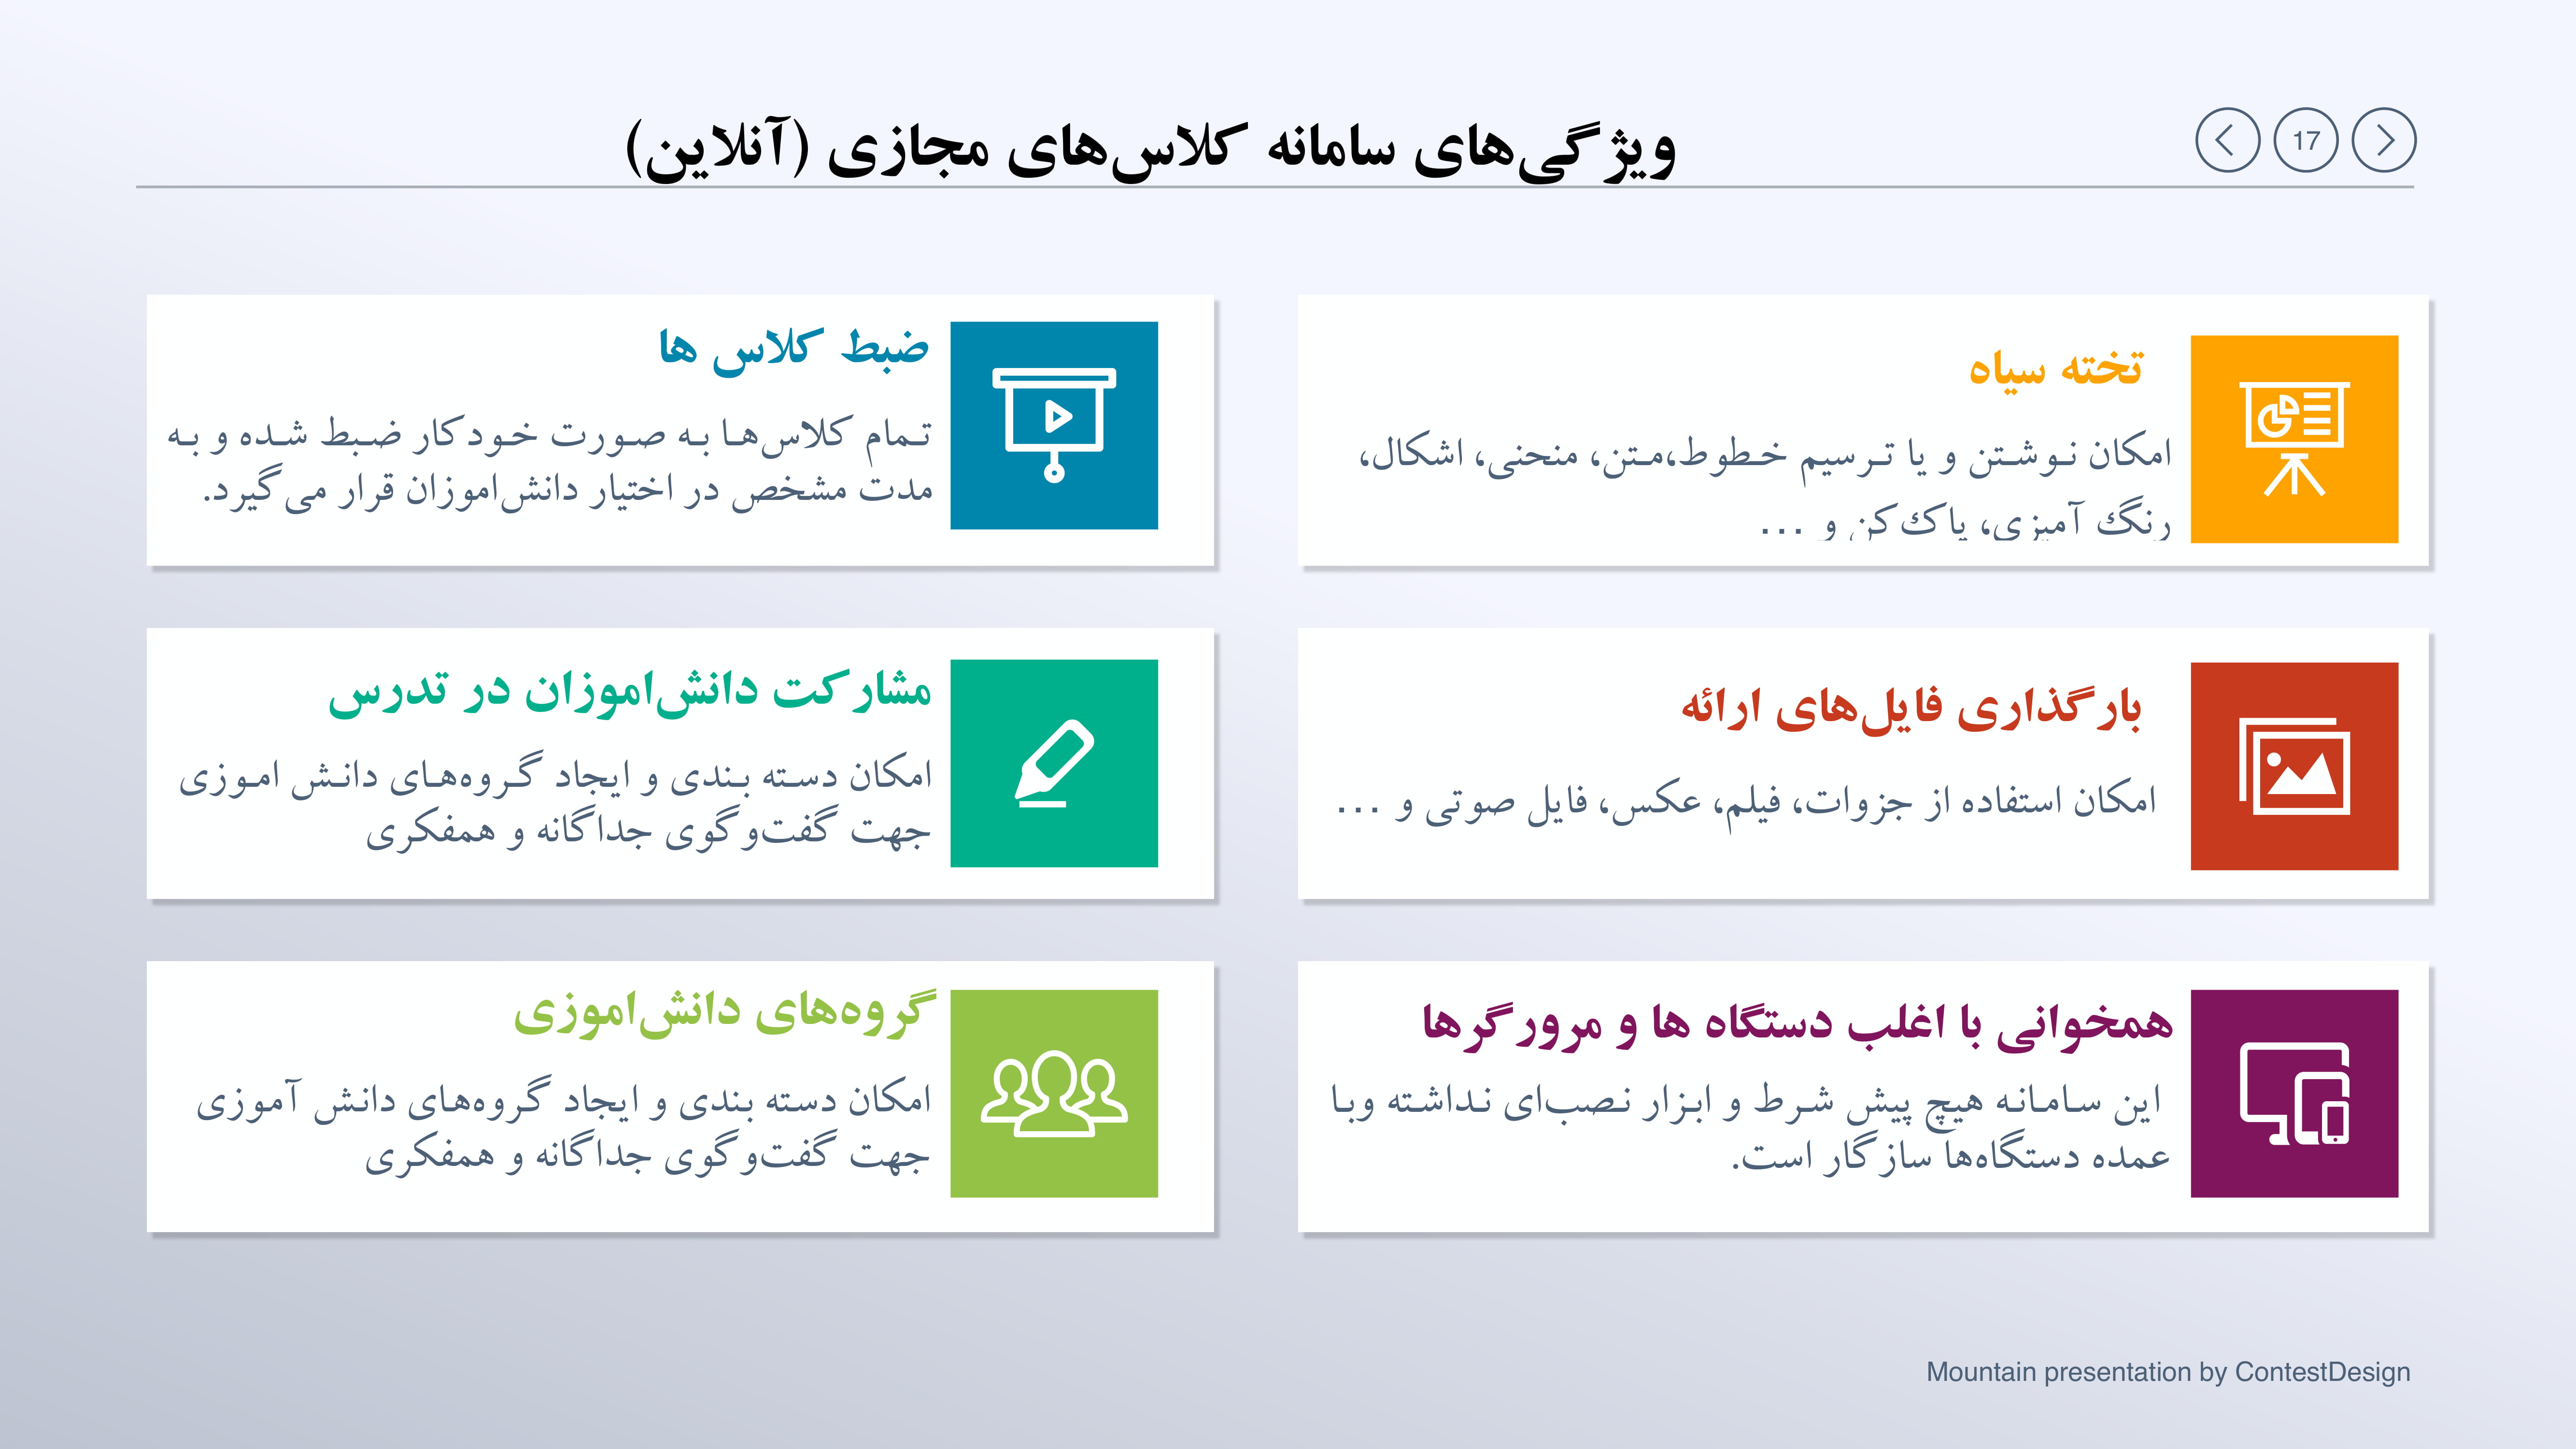 ویژگی‌های سامانه کلاس‌های مجازی (آنلاین)
17
تخته سیاه
امکان نوشتن و یا ترسیم خطوط،متن، منحنی، اشکال،
رنگ آمیزی، پاک‌کن و ...
ضبط کلاس ها
تمام کلاس‌ها به صورت خودکار ضبط شده و به
مدت مشخص در اختیار دانش‌اموزان قرار می‌گیرد.
بارگذاری فایل‌های ارائه
امکان استفاده از جزوات، فیلم، عکس، فایل صوتی و ...
مشارکت دانش‌اموزان در تدرس
امکان دسته بندی و ایجاد گروه‌های دانش اموزی
جهت گفت‌وگوی جداگانه و همفکری
همخوانی با اغلب دستگاه ها و مرورگرها
این سامانه هیچ پیش شرط و ابزار نصب‌ای نداشته وبا
عمده دستگاه‌ها سازگار است.
گروه‌های دانش‌اموزی
امکان دسته بندی و ایجاد گروه‌های دانش آموزی
جهت گفت‌وگوی جداگانه و همفکری
Mountain presentation by ContestDesign